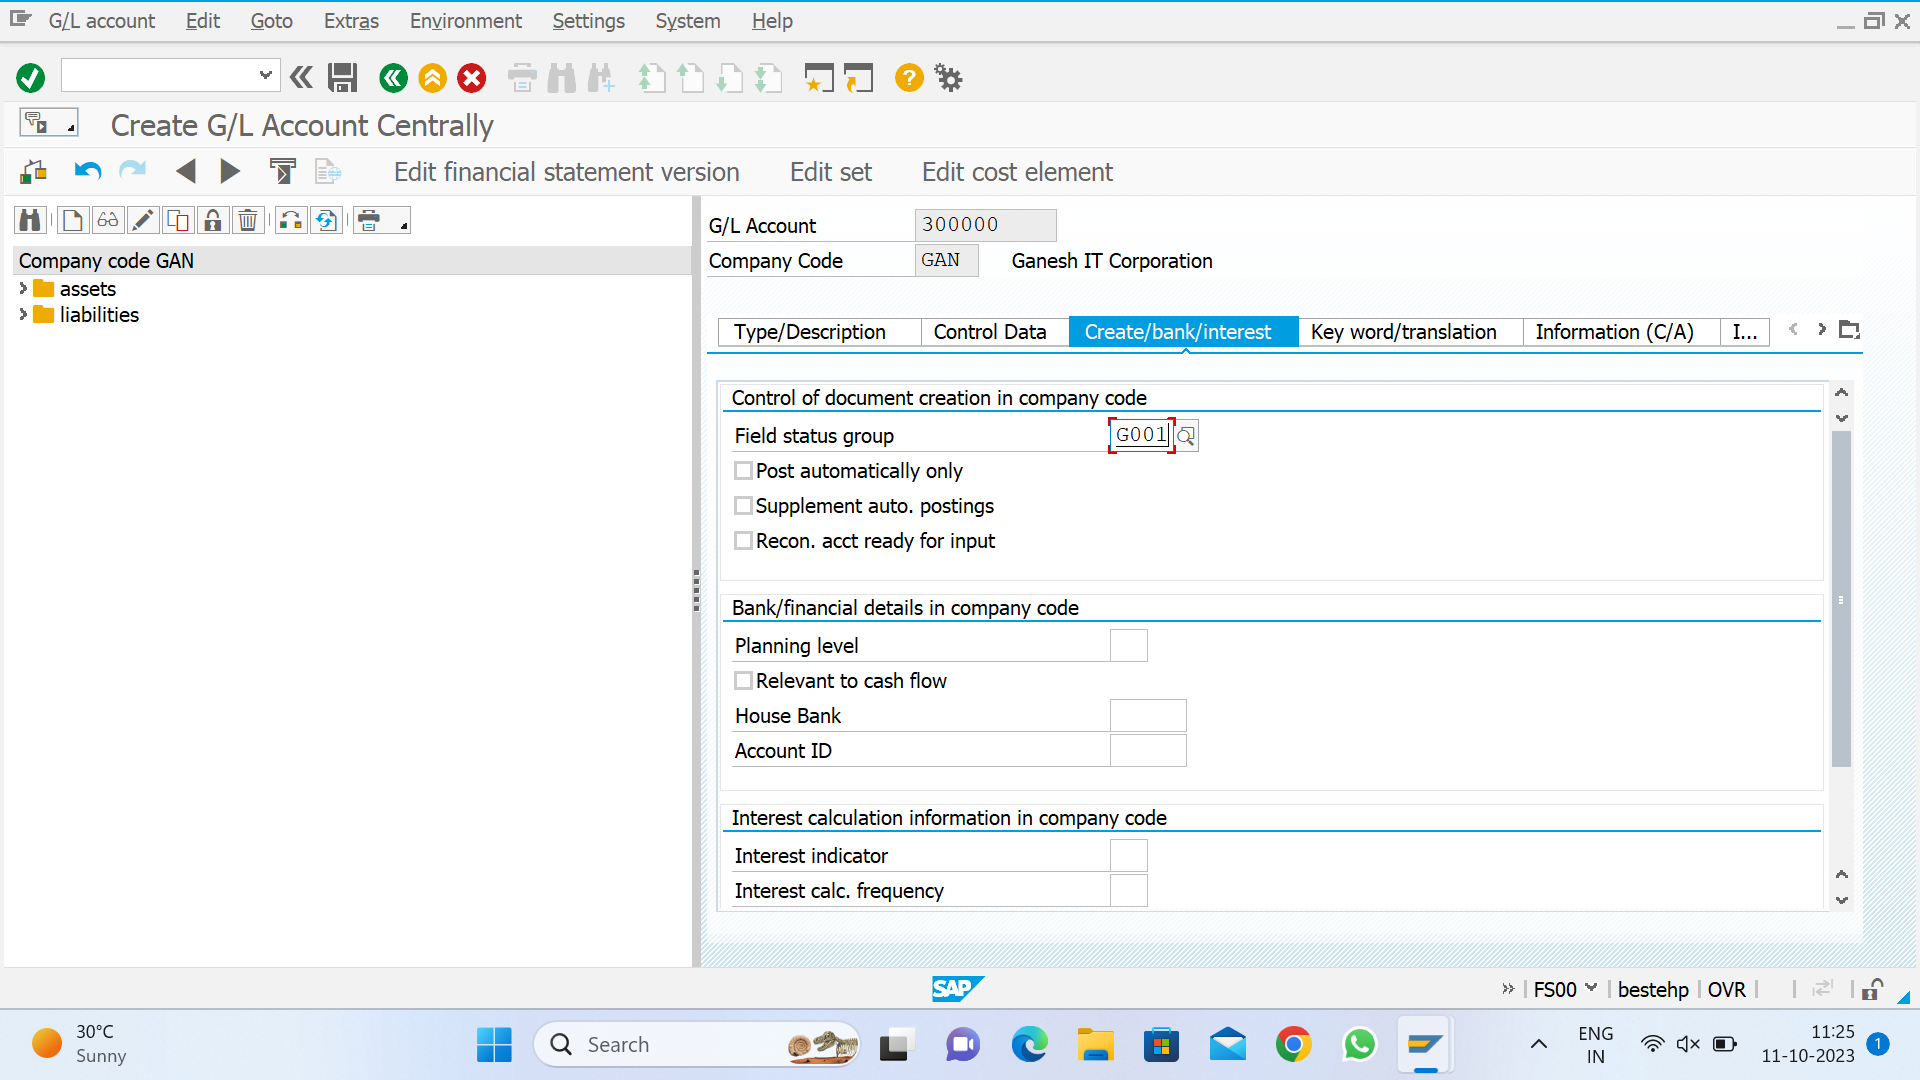 G/L account Edit Goto Extras Environment Settings System Help
Create G/L Account Centrally
Edit financial statement version Edit set Edit cost element
Company code GAN
assets
liabilities
G/L Account 300000
Company Code GAN Ganesh IT Corporation
Type/Description Control Data Create/bank/interest Key word/translation Information (C/A) I...
Control of document creation in company code
Field status group G001
Post automatically only
Supplement auto. postings
Recon. acct ready for input
Bank/financial details in company code
Planning level
Relevant to cash flow
House Bank
Account ID
Interest calculation information in company code
Interest indicator
Interest calc. frequency
SAP FS00 bestehp OVR
30°C
Sunny
Search
ENG
IN
11:25
11-10-2023
1